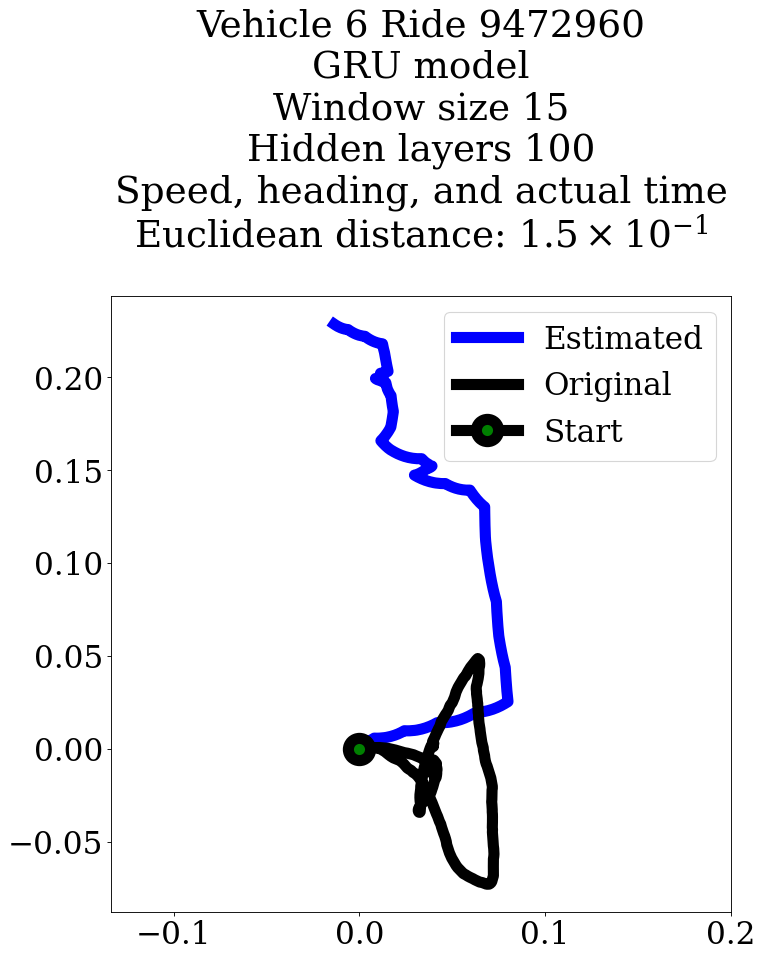 Vehicle 6 Ride 9472960
GRU model
Window size 15
Hidden layers 100
Speed, heading, and actual time
Euclidean distance: 1.5 × 10⁻¹
Estimated
Original
Start
0.20
0.15
0.10
0.05
0.00
−0.05
−0.1 0.0 0.1 0.2